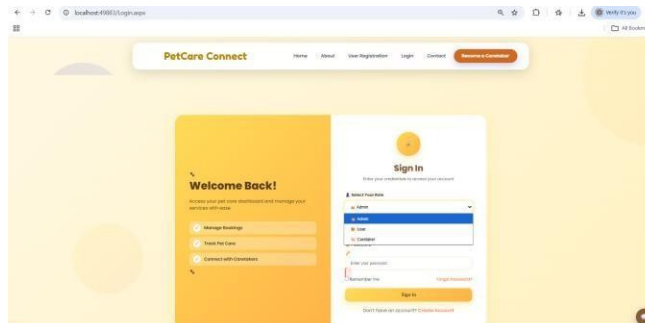 localhost:49881/Login.aspx
Verify it's you
All Bookm
PetCare Connect
Home
About
User Registration
Login
Contact
Become a Caretaker
Welcome Back!
Access your pet care dashboard and manage your
services with ease
Manage Bookings
Track Pet Care
Connect with Caretakers
Sign In
Enter your credentials to access your account
Select Your Role
Admin
Admin
User
Caretaker
Enter your password
Remember me
Forgot Password?
Sign In
Don't have an account? Create Account